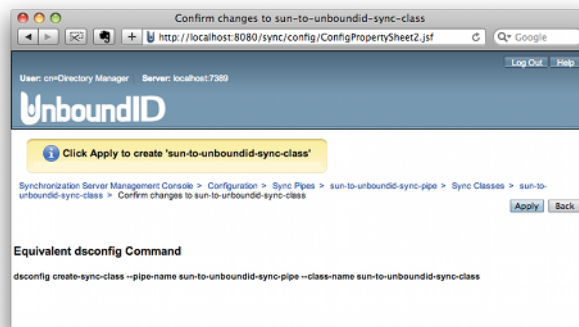 Confirm changes to sun-to-unboundid-sync-class
http://localhost:8080/sync/config/ConfigPropertySheet2.jsf
Google
Log Out Help
User: cn=Directory Manager Server: localhost:7389
UnboundID
Click Apply to create 'sun-to-unboundid-sync-class'
Synchronization Server Management Console > Configuration > Sync Pipes > sun-to-unboundid-sync-pipe > Sync Classes > sun-to-
unboundid-sync-class > Confirm changes to sun-to-unboundid-sync-class
Apply Back
Equivalent dsconfig Command
dsconfig create-sync-class --pipe-name sun-to-unboundid-sync-pipe --class-name sun-to-unboundid-sync-class